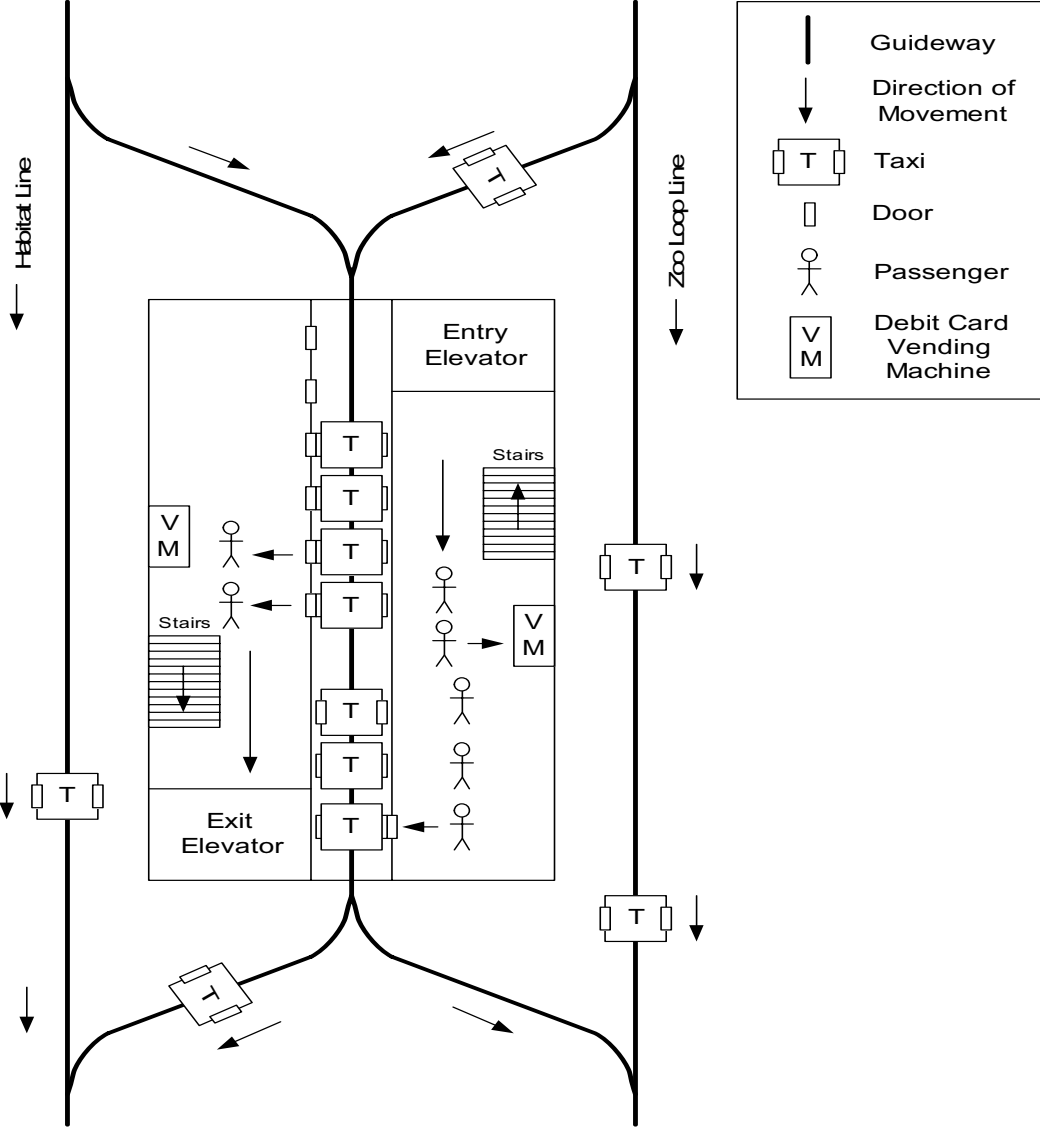 Guideway
Direction of
Movement
T
Taxi
Door
Passenger
V
M
Debit Card
Vending
Machine
Habitat Line
Zoo Loop Line
T
Entry
Elevator
T
Stairs
T
V
M
T
T
T
V
M
Stairs
T
T
T
T
Exit
Elevator
T
T
T